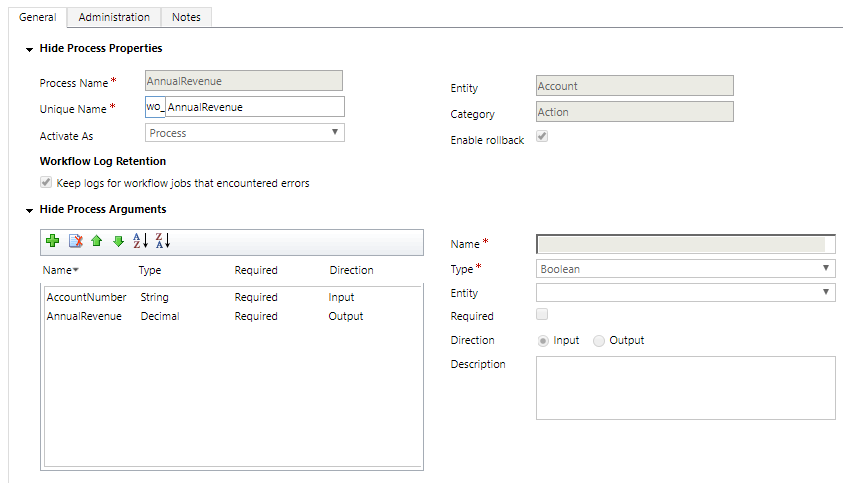 General Administration Notes
Hide Process Properties
Process Name * AnnualRevenue
Unique Name * wo_ AnnualRevenue
Activate As Process
Entity Account
Category Action
Enable rollback
Workflow Log Retention
Keep logs for workflow jobs that encountered errors
Hide Process Arguments
A Z Z A
Name Type Required Direction
AccountNumber String Required Input
AnnualRevenue Decimal Required Output
Name *
Type * Boolean
Entity
Required
Direction Input Output
Description